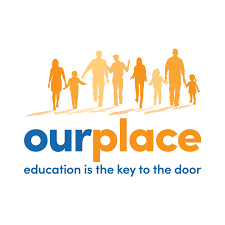 ourplace
education is the key to the door